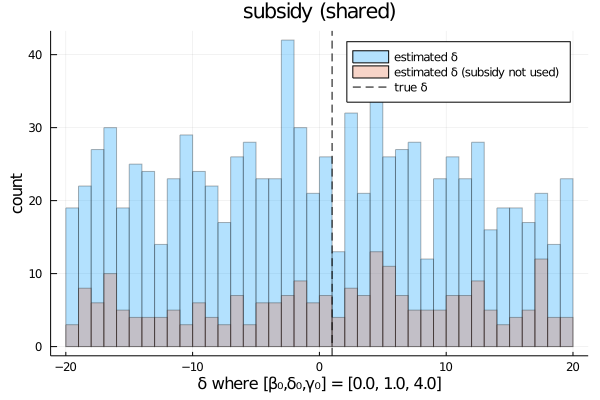 subsidy (shared)
count
40
30
20
10
0
estimated δ
estimated δ (subsidy not used)
true δ
−20
−10
0
10
20
δ where [β₀,δ₀,γ₀] = [0.0, 1.0, 4.0]